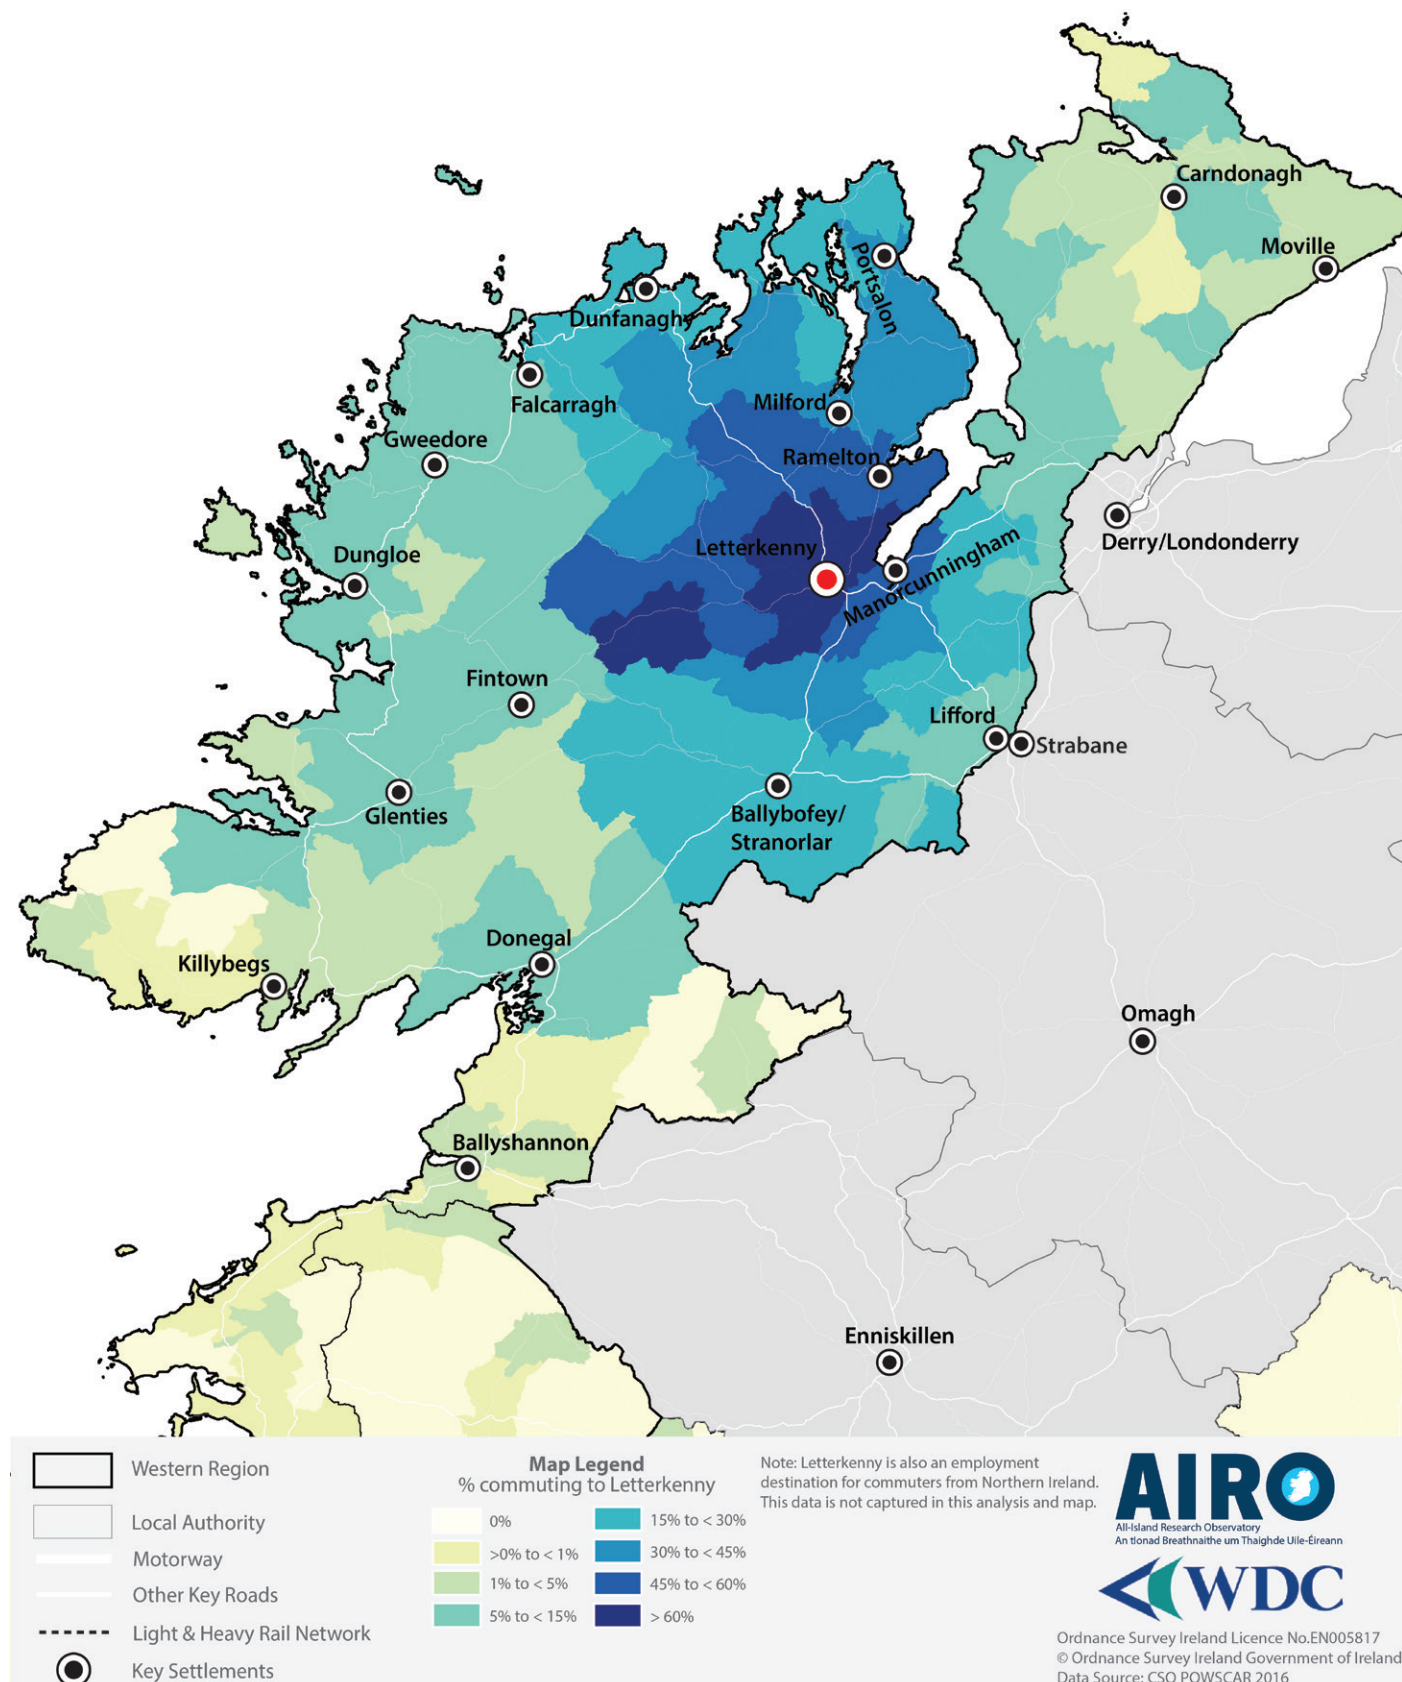 Carndonagh
Moville
Portsalon
Dunfanaghy
Falcarragh
Milford
Gweedore
Ramelton
Derry/Londonderry
Letterkenny
Manorcunningham
Dungloe
Fintown
Lifford
Strabane
Glenties
Ballybofey/
Stranorlar
Donegal
Killybegs
Omagh
Ballyshannon
Enniskillen
Western Region
Local Authority
Motorway
Other Key Roads
Light & Heavy Rail Network
Key Settlements
Map Legend
% commuting to Letterkenny
0%
>0% to < 1%
1% to < 5%
5% to < 15%
15% to < 30%
30% to < 45%
45% to < 60%
> 60%
Note: Letterkenny is also an employment
destination for commuters from Northern Ireland.
This data is not captured in this analysis and map.
AIRO
All-Island Research Observatory
An tIonad Breathnaithe um Thaighde Uile-Éireann
WDC
Ordnance Survey Ireland Licence No.EN005817
© Ordnance Survey Ireland Government of Ireland
Data Source: CSO POWSCAR 2016